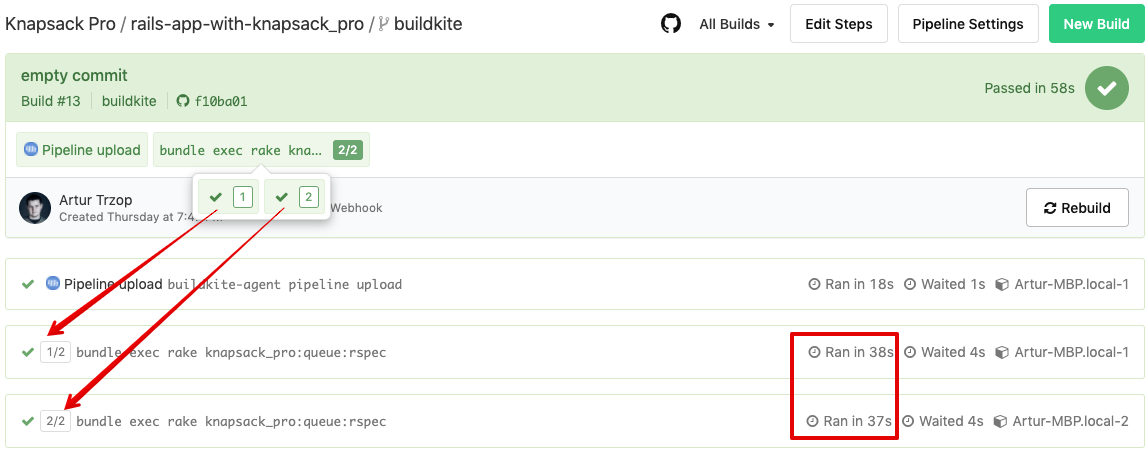 Knapsack Pro / rails-app-with-knapsack_pro / buildkite
All Builds
Edit Steps
Pipeline Settings
New Build
empty commit
Build #13 buildkite f10ba01
Passed in 58s
Pipeline upload
bundle exec rake kna... 2/2
1 2
Artur Trzop
Created Thursday at Webhook
Rebuild
Pipeline upload buildkite-agent pipeline upload Ran in 18s Waited 1s Artur-MBP.local-1
1/2 bundle exec rake knapsack_pro:queue:rspec Ran in 38s Waited 4s Artur-MBP.local-1
2/2 bundle exec rake knapsack_pro:queue:rspec Ran in 37s Waited 4s Artur-MBP.local-2